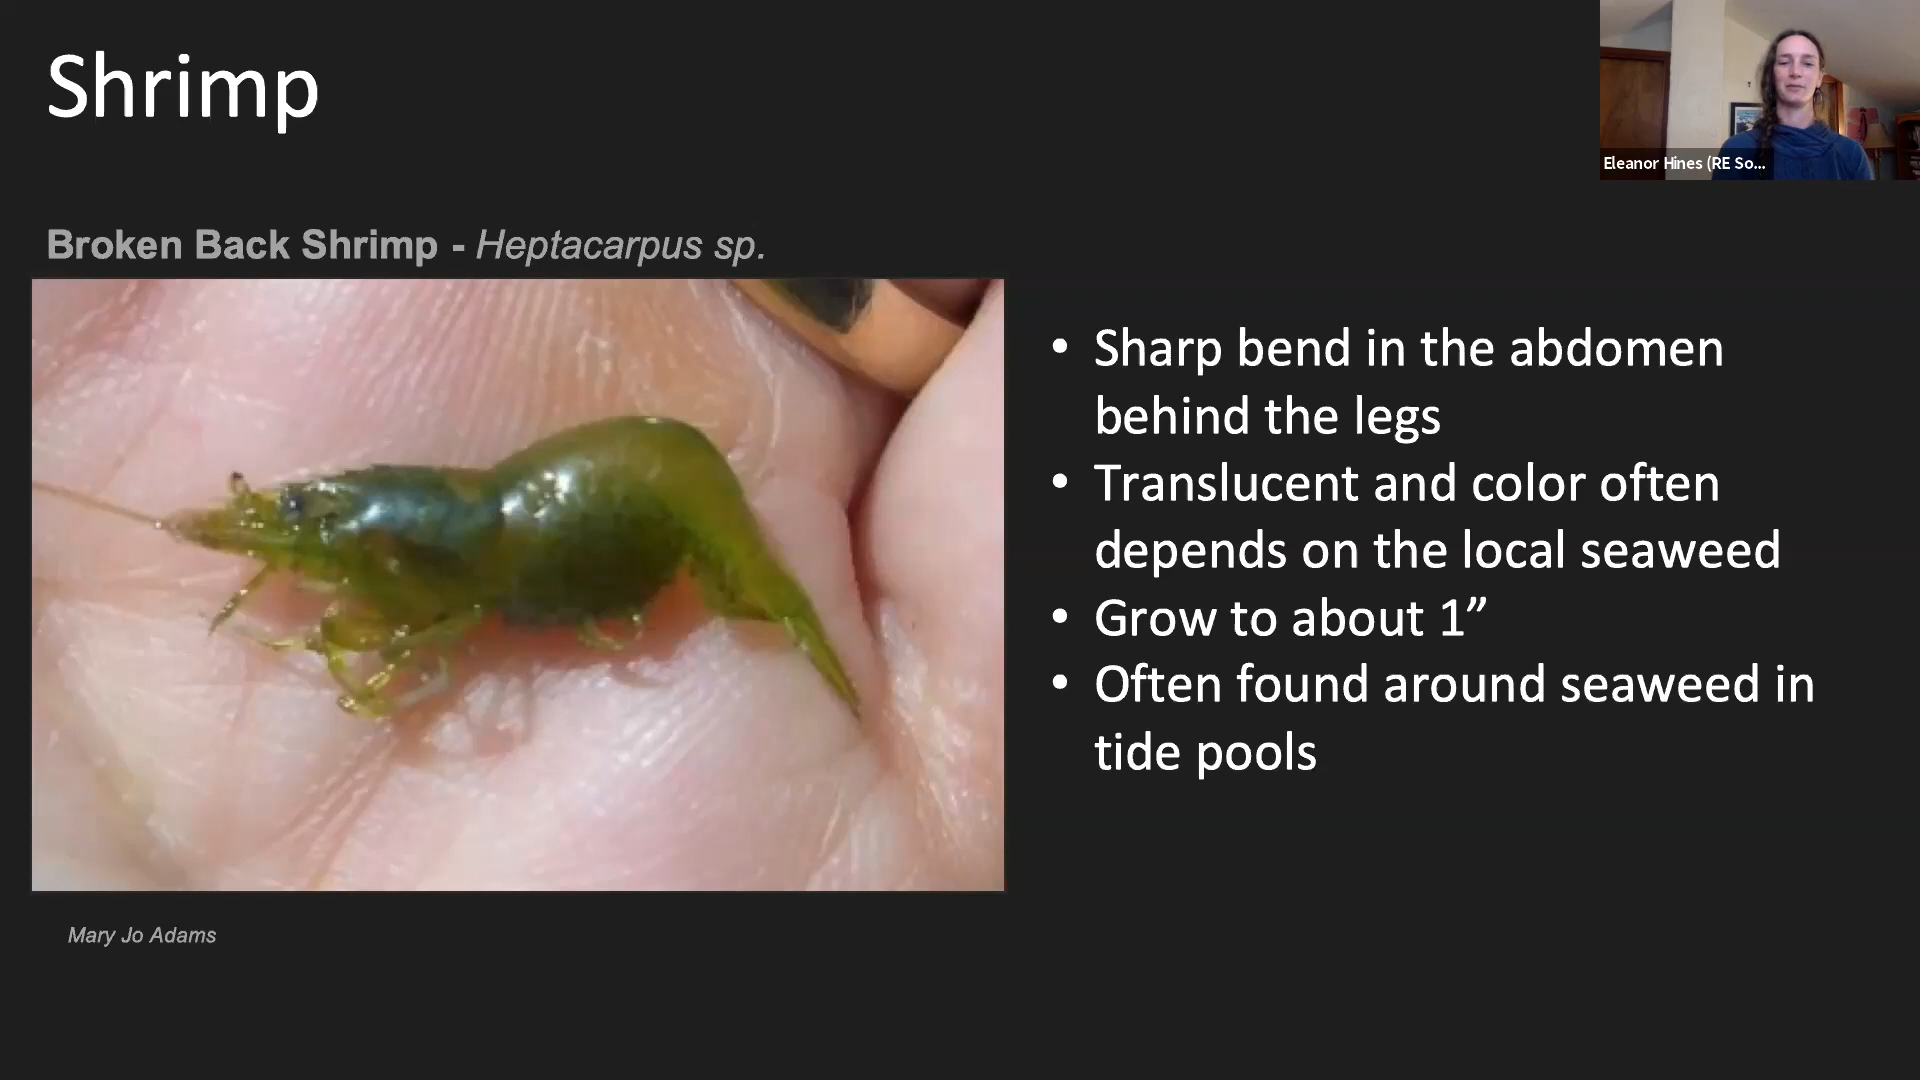 Shrimp
Eleanor Hines (RE So...
Broken Back Shrimp - Heptacarpus sp.
• Sharp bend in the abdomen
behind the legs
• Translucent and color often
depends on the local seaweed
• Grow to about 1”
• Often found around seaweed in
tide pools
Mary Jo Adams